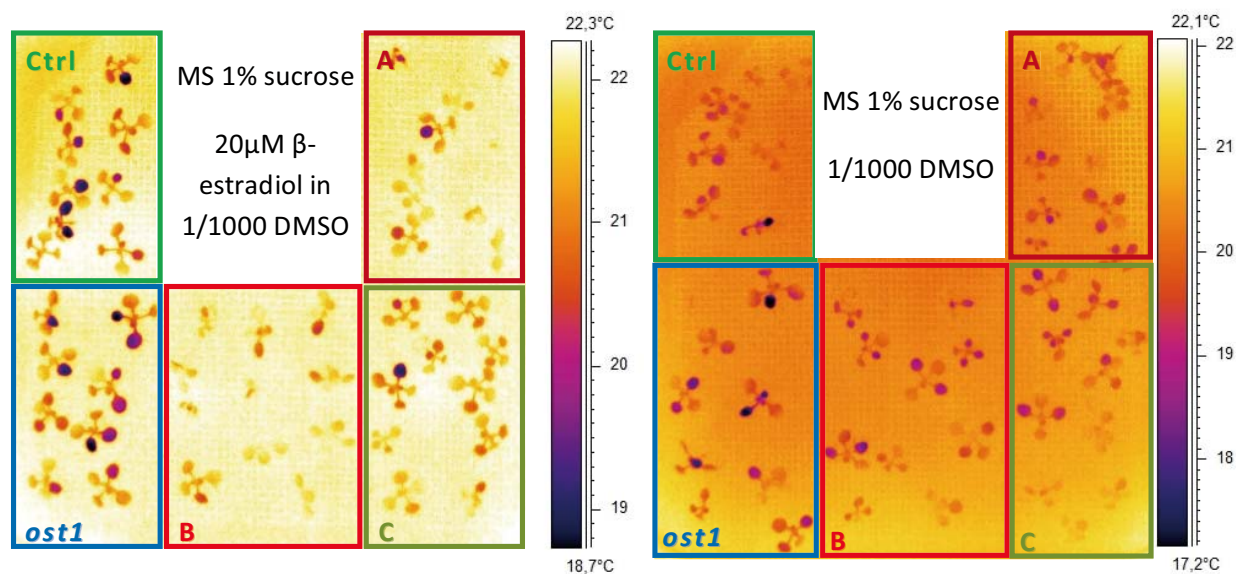 22,3°C
22,1°C
Ctrl
MS 1% sucrose
20μM β-
estradiol in
1/1000 DMSO
A
22
21
20
19
18,7°C
ost1
B
C
Ctrl
MS 1% sucrose
1/1000 DMSO
A
22
21
20
19
18
17,2°C
ost1
B
C